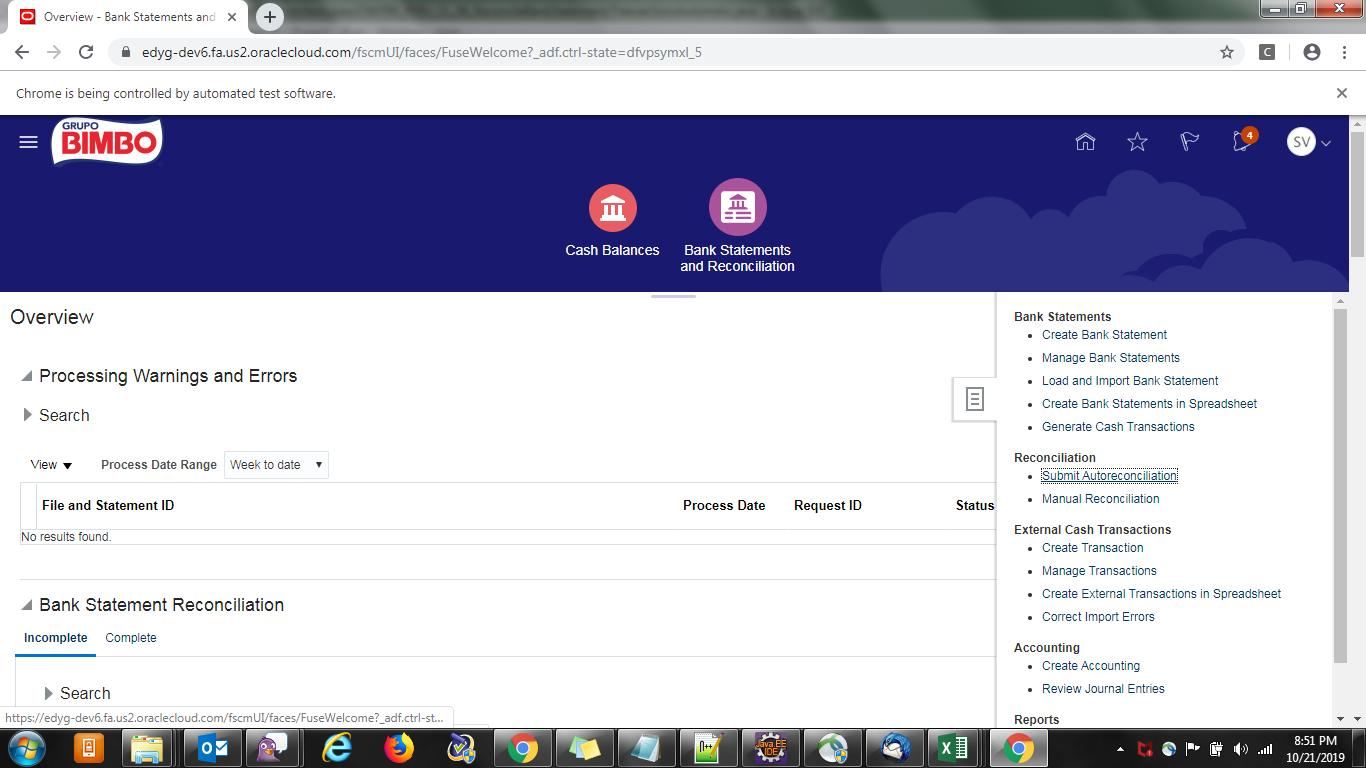 Overview - Bank Statements and
edyg-dev6.fa.us2.oraclecloud.com/fscmUI/faces/FuseWelcome?_adf.ctrl-state=dfvpsymxl_5
C
Chrome is being controlled by automated test software.
GRUPO
BIMBO
4
SV
Cash Balances
Bank Statements
and Reconciliation
Overview
Processing Warnings and Errors
Search
View
Process Date Range
Week to date
File and Statement ID
Process Date
Request ID
Status
No results found.
Bank Statement Reconciliation
Incomplete
Complete
Search
Bank Statements
Create Bank Statement
Manage Bank Statements
Load and Import Bank Statement
Create Bank Statements in Spreadsheet
Generate Cash Transactions
Reconciliation
Submit Autoreconciliation
Manual Reconciliation
External Cash Transactions
Create Transaction
Manage Transactions
Create External Transactions in Spreadsheet
Correct Import Errors
Accounting
Create Accounting
Review Journal Entries
Reports
https://edyg-dev6.fa.us2.oraclecloud.com/fscmUI/faces/FuseWelcome?_adf.ctrl-st...
Java EE
IDE
8:51 PM
10/21/2019